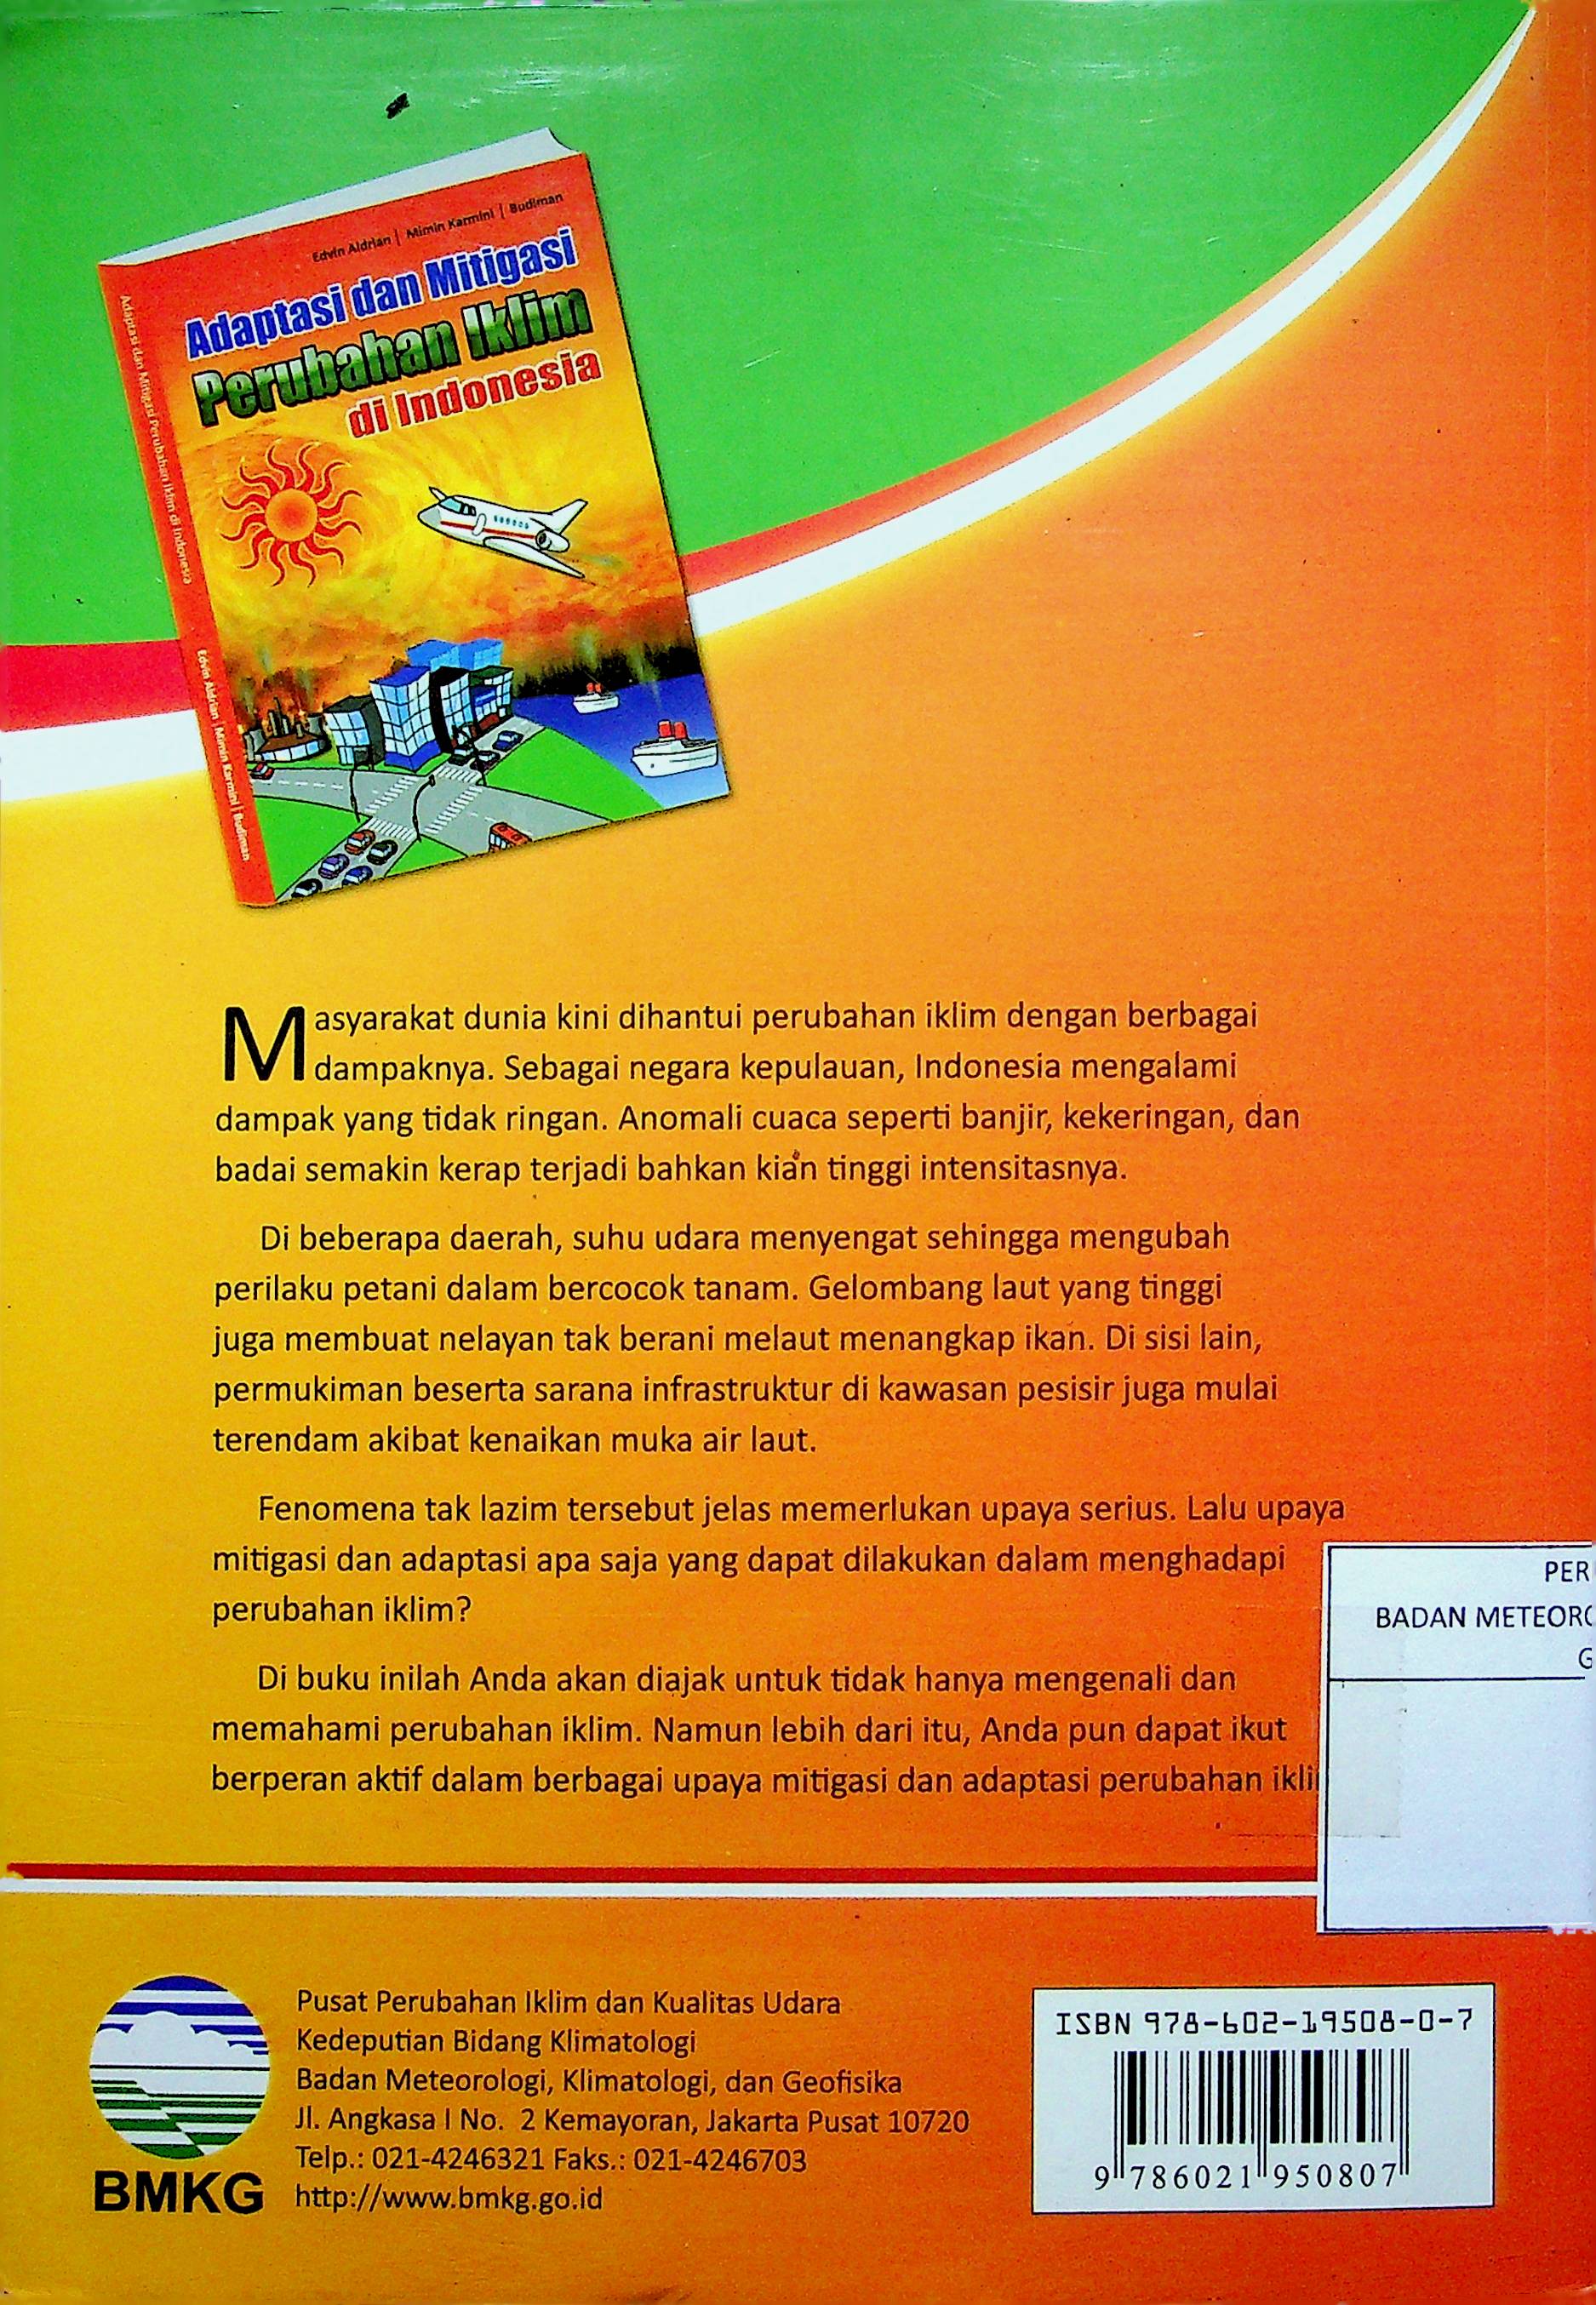 Edvin Aldrian | Mimin Karmini | Budiman
Adaptasi dan Mitigasi
Perubahan Iklim
di Indonesia
Adaptasi dan Mitigasi Perubahan Iklim di Indonesia
Edvin Aldrian | Mimin Karmini | Budiman
Masyarakat dunia kini dihantui perubahan iklim dengan berbagai
dampaknya. Sebagai negara kepulauan, Indonesia mengalami
dampak yang tidak ringan. Anomali cuaca seperti banjir, kekeringan, dan
badai semakin kerap terjadi bahkan kian tinggi intensitasnya.
Di beberapa daerah, suhu udara menyengat sehingga mengubah
perilaku petani dalam bercocok tanam. Gelombang laut yang tinggi
juga membuat nelayan tak berani melaut menangkap ikan. Di sisi lain,
permukiman beserta sarana infrastruktur di kawasan pesisir juga mulai
terendam akibat kenaikan muka air laut.
Fenomena tak lazim tersebut jelas memerlukan upaya serius. Lalu upaya
mitigasi dan adaptasi apa saja yang dapat dilakukan dalam menghadapi
perubahan iklim?
Di buku inilah Anda akan diajak untuk tidak hanya mengenali dan
memahami perubahan iklim. Namun lebih dari itu, Anda pun dapat ikut
berperan aktif dalam berbagai upaya mitigasi dan adaptasi perubahan ikli
PER
BADAN METEORO
G
BMKG
Pusat Perubahan Iklim dan Kualitas Udara
Kedeputian Bidang Klimatologi
Badan Meteorologi, Klimatologi, dan Geofisika
Jl. Angkasa I No. 2 Kemayoran, Jakarta Pusat 10720
Telp.: 021-4246321 Faks.: 021-4246703
http://www.bmkg.go.id
ISBN 978-602-19508-0-7
9 786021 950807